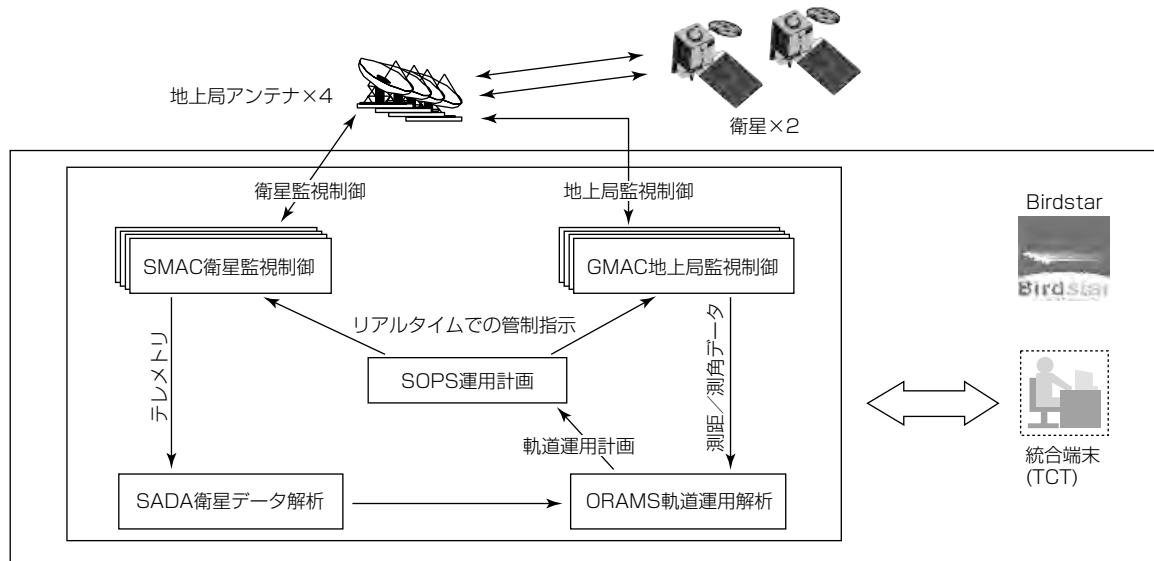 地上局アンテナ×4
衛星×2
衛星監視制御
地上局監視制御
Birdstar
SMAC衛星監視制御
GMAC地上局監視制御
Birdstar
リアルタイムでの管制指示
テレメトリ
SOPS運用計画
測距／測角データ
軌道運用計画
統合端末
(TCT)
SADA衛星データ解析
ORAMS軌道運用解析